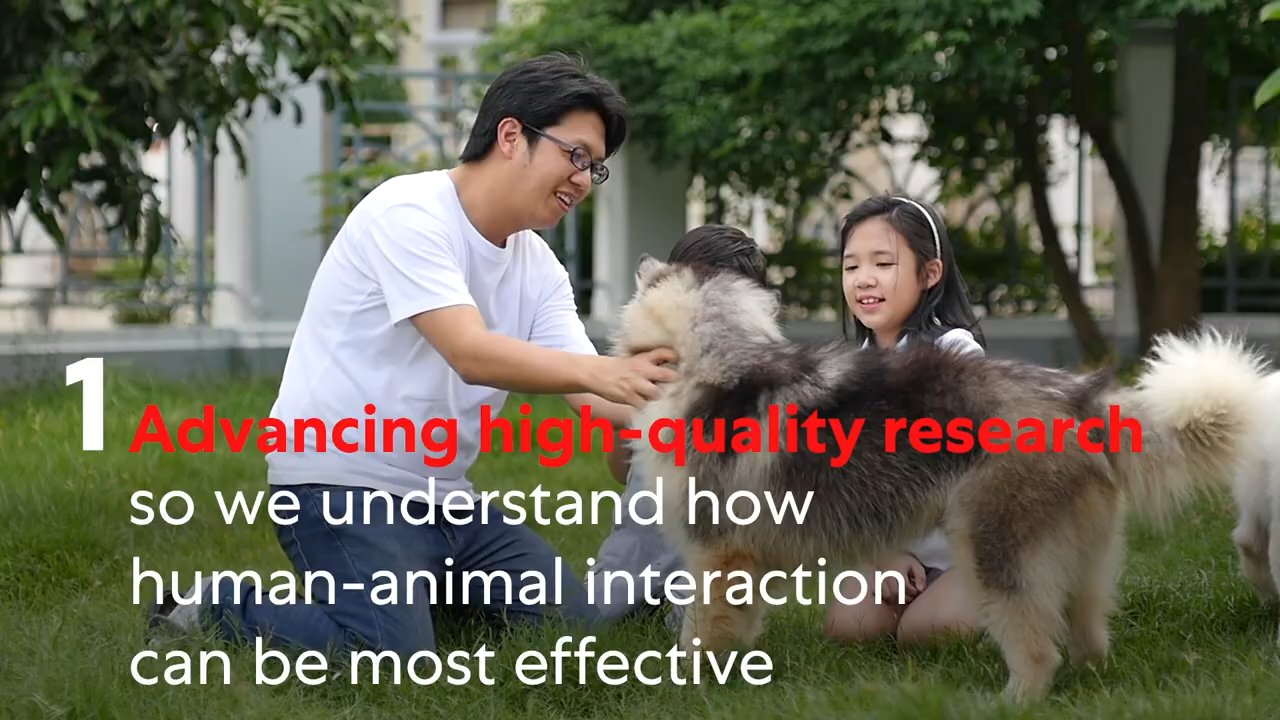 1 Advancing high-quality research
so we understand how
human-animal interaction
can be most effective